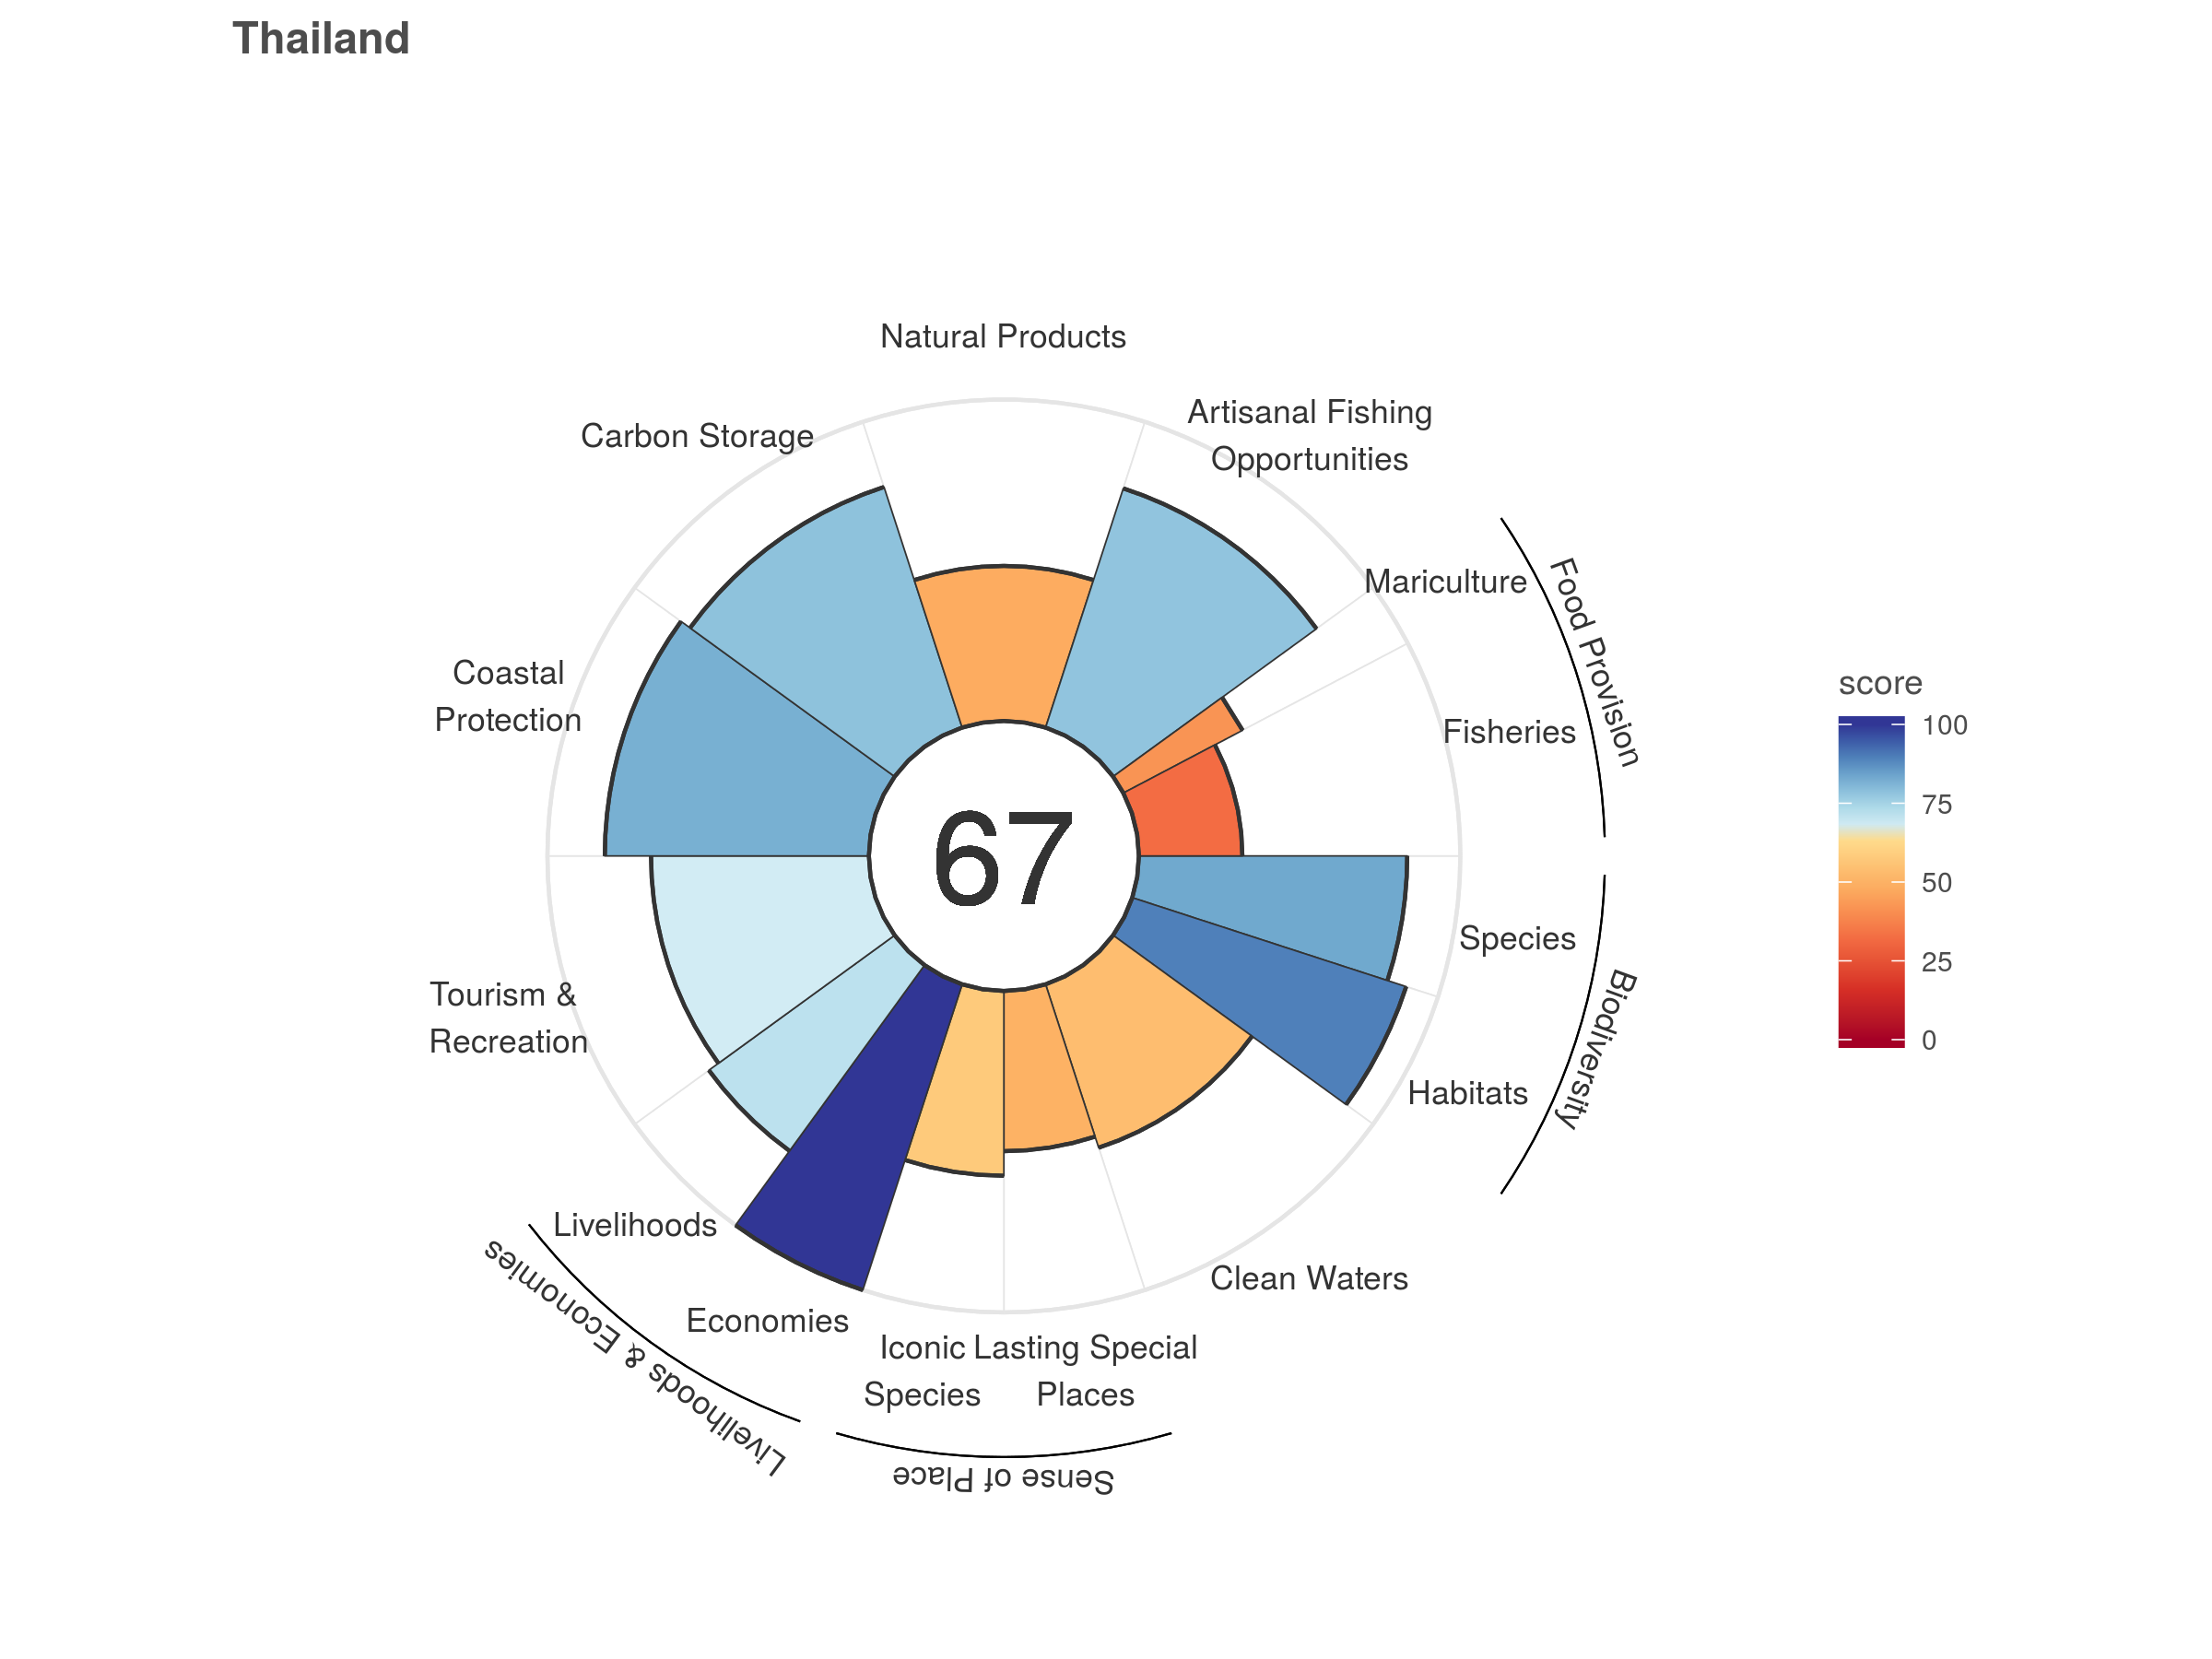 Thailand
Natural Products
Artisanal Fishing
Opportunities
Carbon Storage
Mariculture
Food Provision
Coastal
Protection
Fisheries
67
Species
Biodiversity
Tourism &
Recreation
Habitats
Livelihoods
Clean Waters
Economies
Livelihoods & Economies
Iconic
Species
Lasting Special
Places
Sense of Place
score
100
75
50
25
0